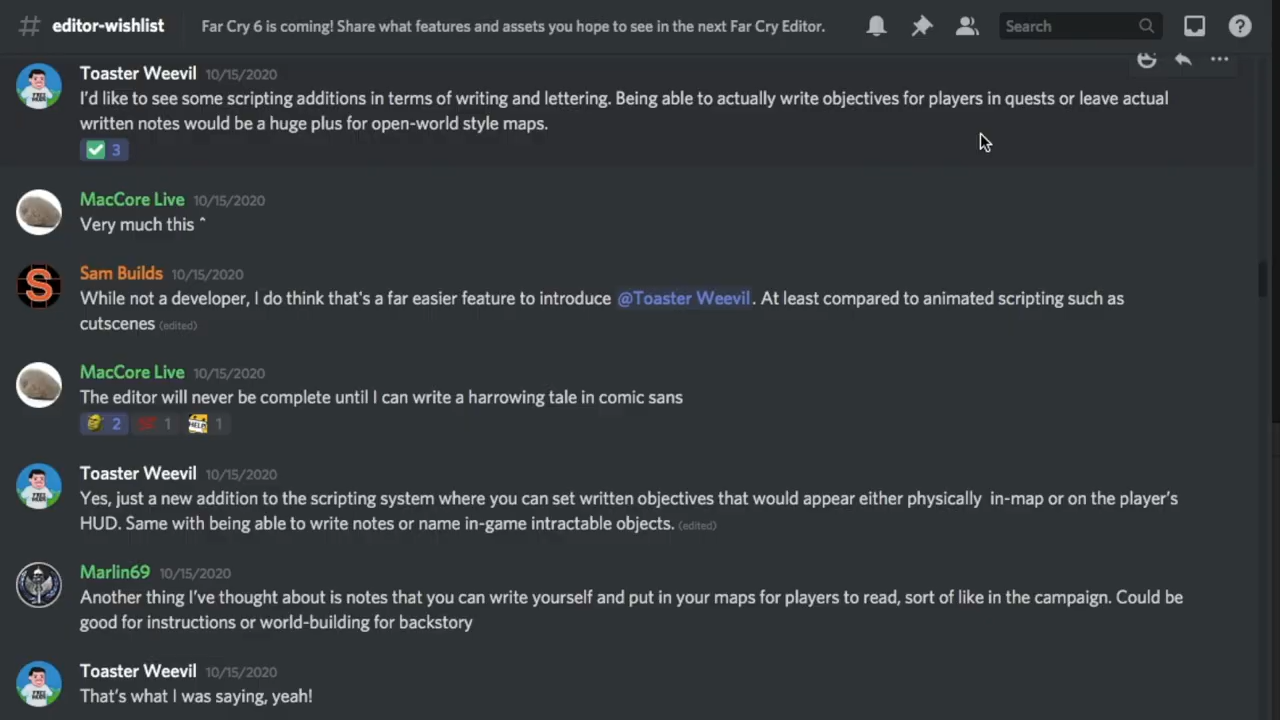 # editor-wishlist Far Cry 6 is coming! Share what features and assets you hope to see in the next Far Cry Editor. Search
Toaster Weevil 10/15/2020
I'd like to see some scripting additions in terms of writing and lettering. Being able to actually write objectives for players in quests or leave actual
written notes would be a huge plus for open-world style maps.
3
MacCore Live 10/15/2020
Very much this ^
Sam Builds 10/15/2020
While not a developer, I do think that's a far easier feature to introduce @Toaster Weevil. At least compared to animated scripting such as
cutscenes (edited)
MacCore Live 10/15/2020
The editor will never be complete until I can write a harrowing tale in comic sans
2 1 HELP 1
Toaster Weevil 10/15/2020
Yes, just a new addition to the scripting system where you can set written objectives that would appear either physically in-map or on the player's
HUD. Same with being able to write notes or name in-game intractable objects. (edited)
Marlin69 10/15/2020
Another thing I've thought about is notes that you can write yourself and put in your maps for players to read, sort of like in the campaign. Could be
good for instructions or world-building for backstory
Toaster Weevil 10/15/2020
That's what I was saying, yeah!